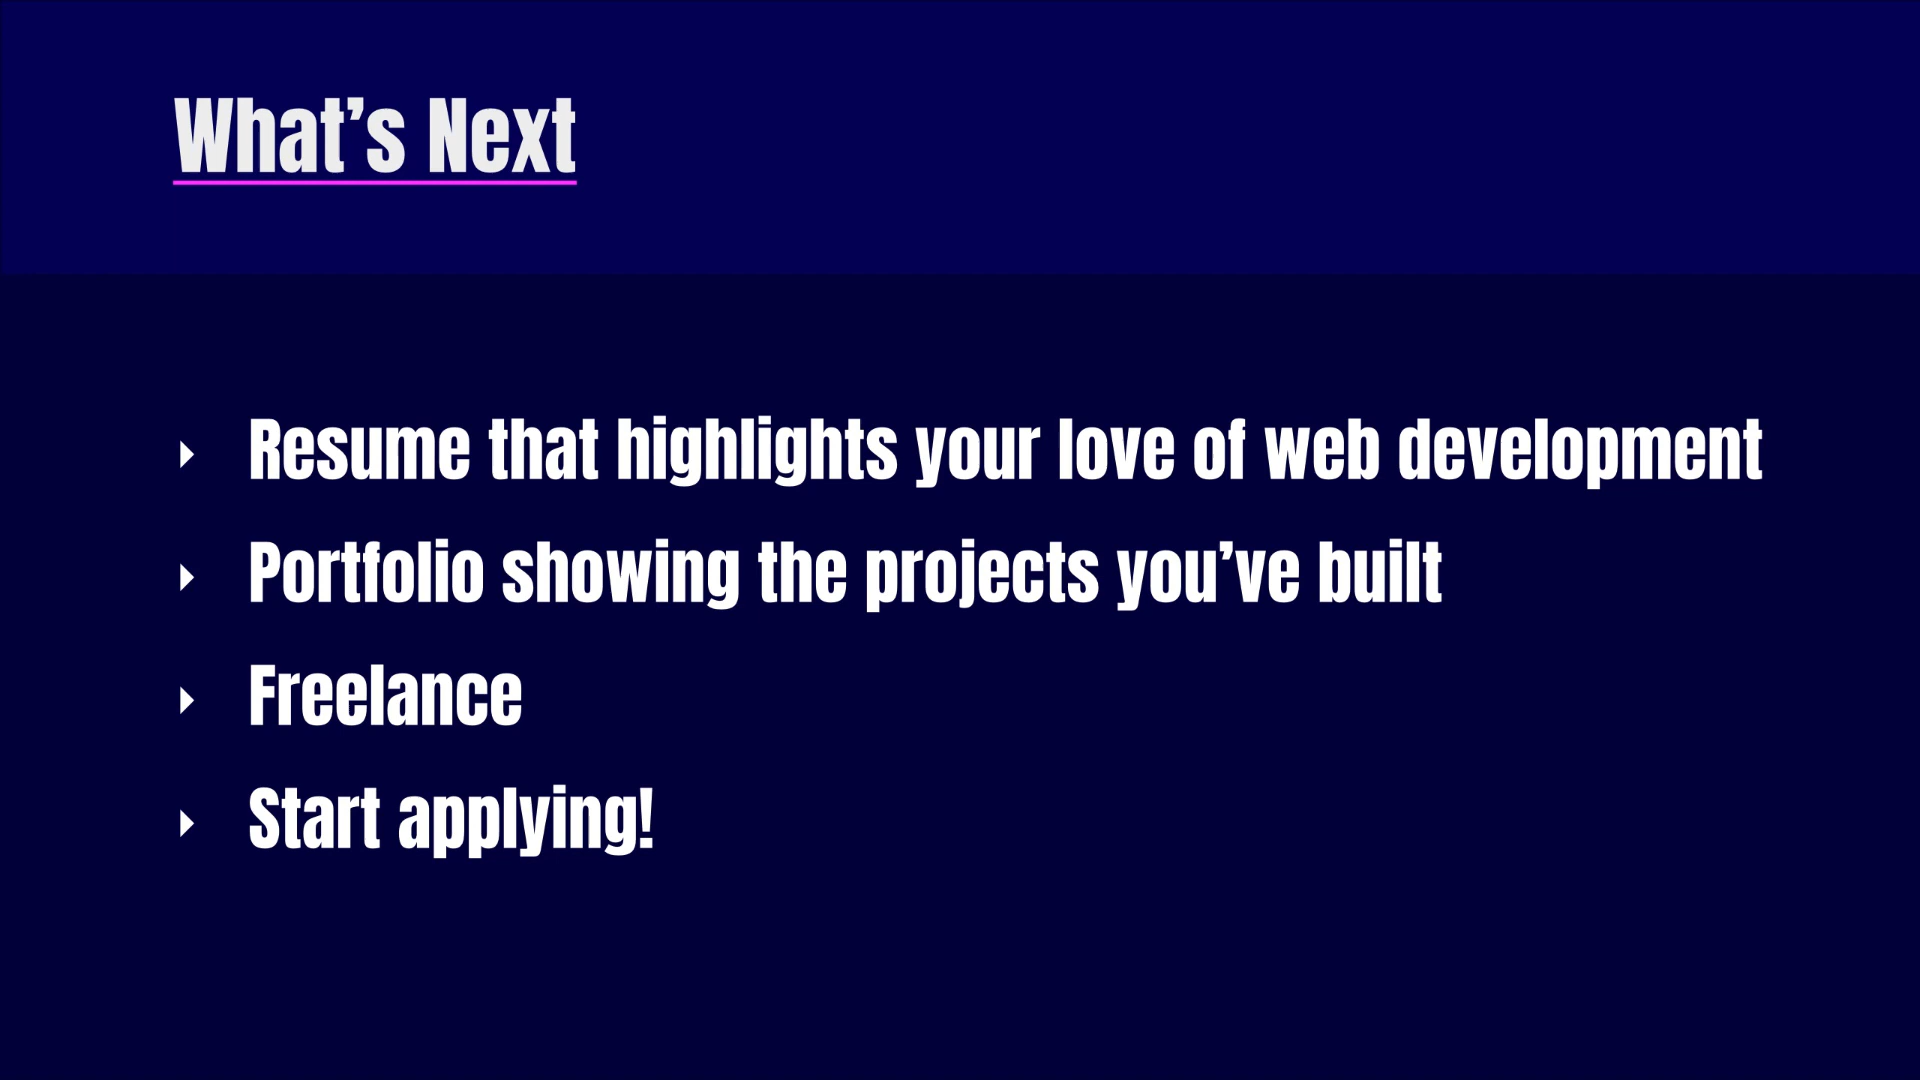 What’s Next
Resume that highlights your love of web development
Portfolio showing the projects you’ve built
Freelance
Start applying!